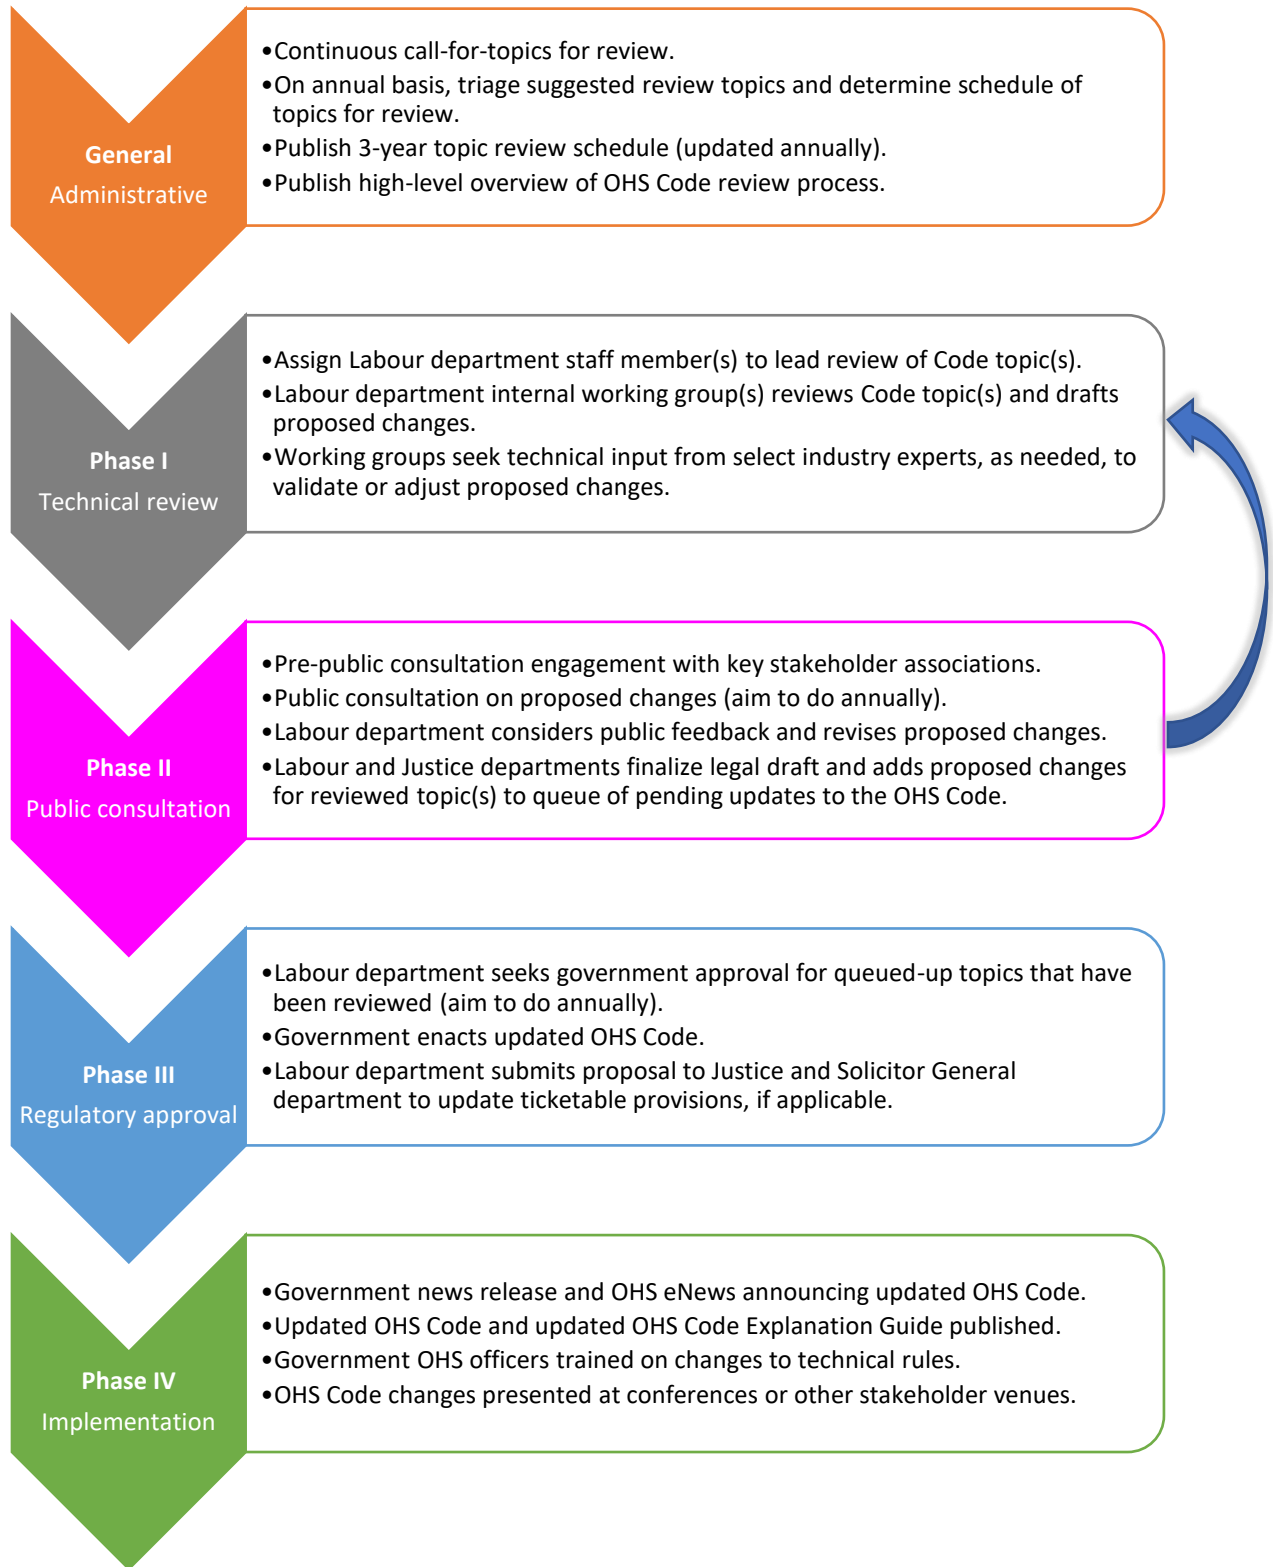 General
Administrative
•Continuous call-for-topics for review.
•On annual basis, triage suggested review topics and determine schedule of
topics for review.
•Publish 3-year topic review schedule (updated annually).
•Publish high-level overview of OHS Code review process.
Phase I
Technical review
•Assign Labour department staff member(s) to lead review of Code topic(s).
•Labour department internal working group(s) reviews Code topic(s) and drafts
proposed changes.
•Working groups seek technical input from select industry experts, as needed, to
validate or adjust proposed changes.
Phase II
Public consultation
•Pre-public consultation engagement with key stakeholder associations.
•Public consultation on proposed changes (aim to do annually).
•Labour department considers public feedback and revises proposed changes.
•Labour and Justice departments finalize legal draft and adds proposed changes
for reviewed topic(s) to queue of pending updates to the OHS Code.
Phase III
Regulatory approval
•Labour department seeks government approval for queued-up topics that have
been reviewed (aim to do annually).
•Government enacts updated OHS Code.
•Labour department submits proposal to Justice and Solicitor General
department to update ticketable provisions, if applicable.
Phase IV
Implementation
•Government news release and OHS eNews announcing updated OHS Code.
•Updated OHS Code and updated OHS Code Explanation Guide published.
•Government OHS officers trained on changes to technical rules.
•OHS Code changes presented at conferences or other stakeholder venues.